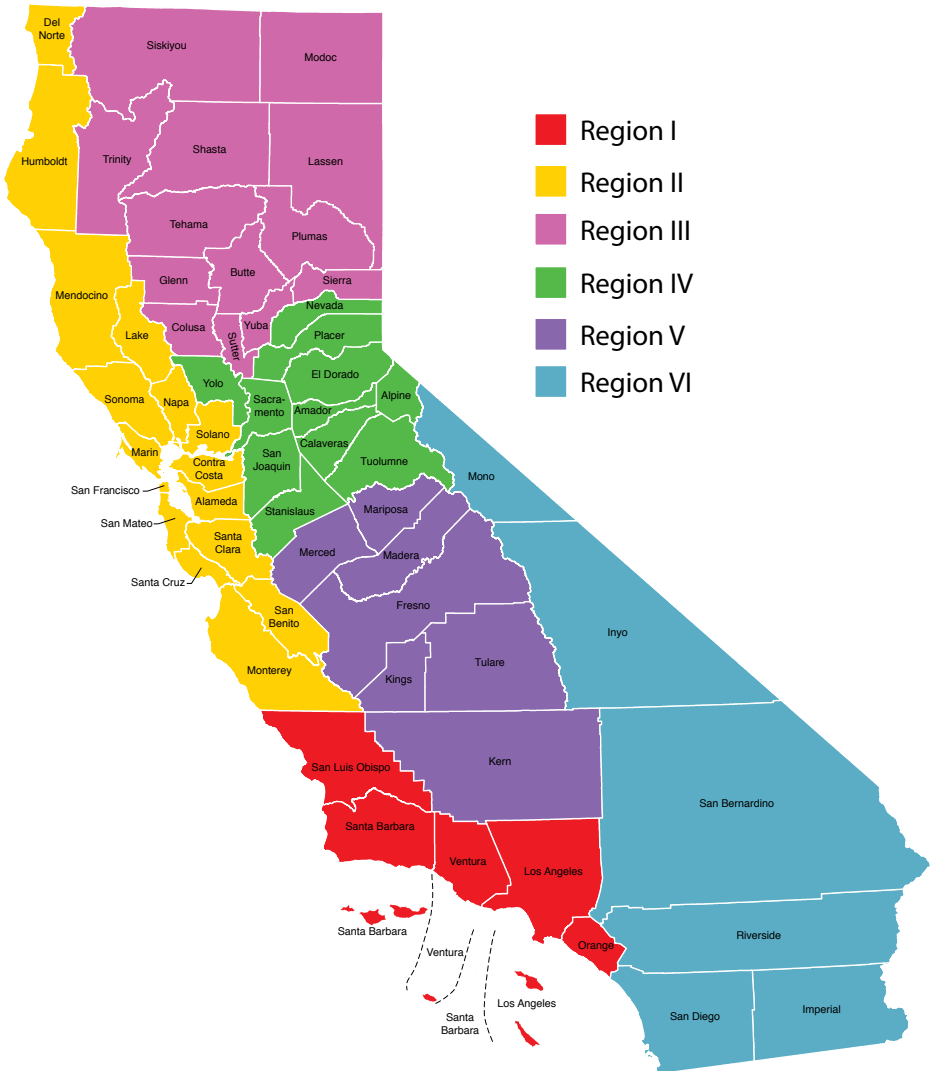 Del
Norte
Siskiyou
Modoc
Humboldt
Trinity
Shasta
Lassen
Tehama
Plumas
Glenn
Butte
Sierra
Mendocino
Nevada
Colusa
Yuba
Sutter
Lake
Placer
Yolo
El Dorado
Sonoma
Napa
Sacra-
mento
Alpine
Amador
Solano
Calaveras
Marin
San
Joaquin
Tuolumne
Contra
Costa
Mono
San Francisco
Alameda
Stanislaus
Mariposa
San Mateo
Santa
Clara
Merced
Madera
Santa Cruz
Fresno
San
Benito
Inyo
Monterey
Kings
Tulare
San Luis Obispo
Kern
San Bernardino
Santa Barbara
Ventura
Los Angeles
Santa Barbara
Ventura
Orange
Riverside
Los Angeles
Santa
Barbara
San Diego
Imperial
Region I
Region II
Region III
Region IV
Region V
Region VI